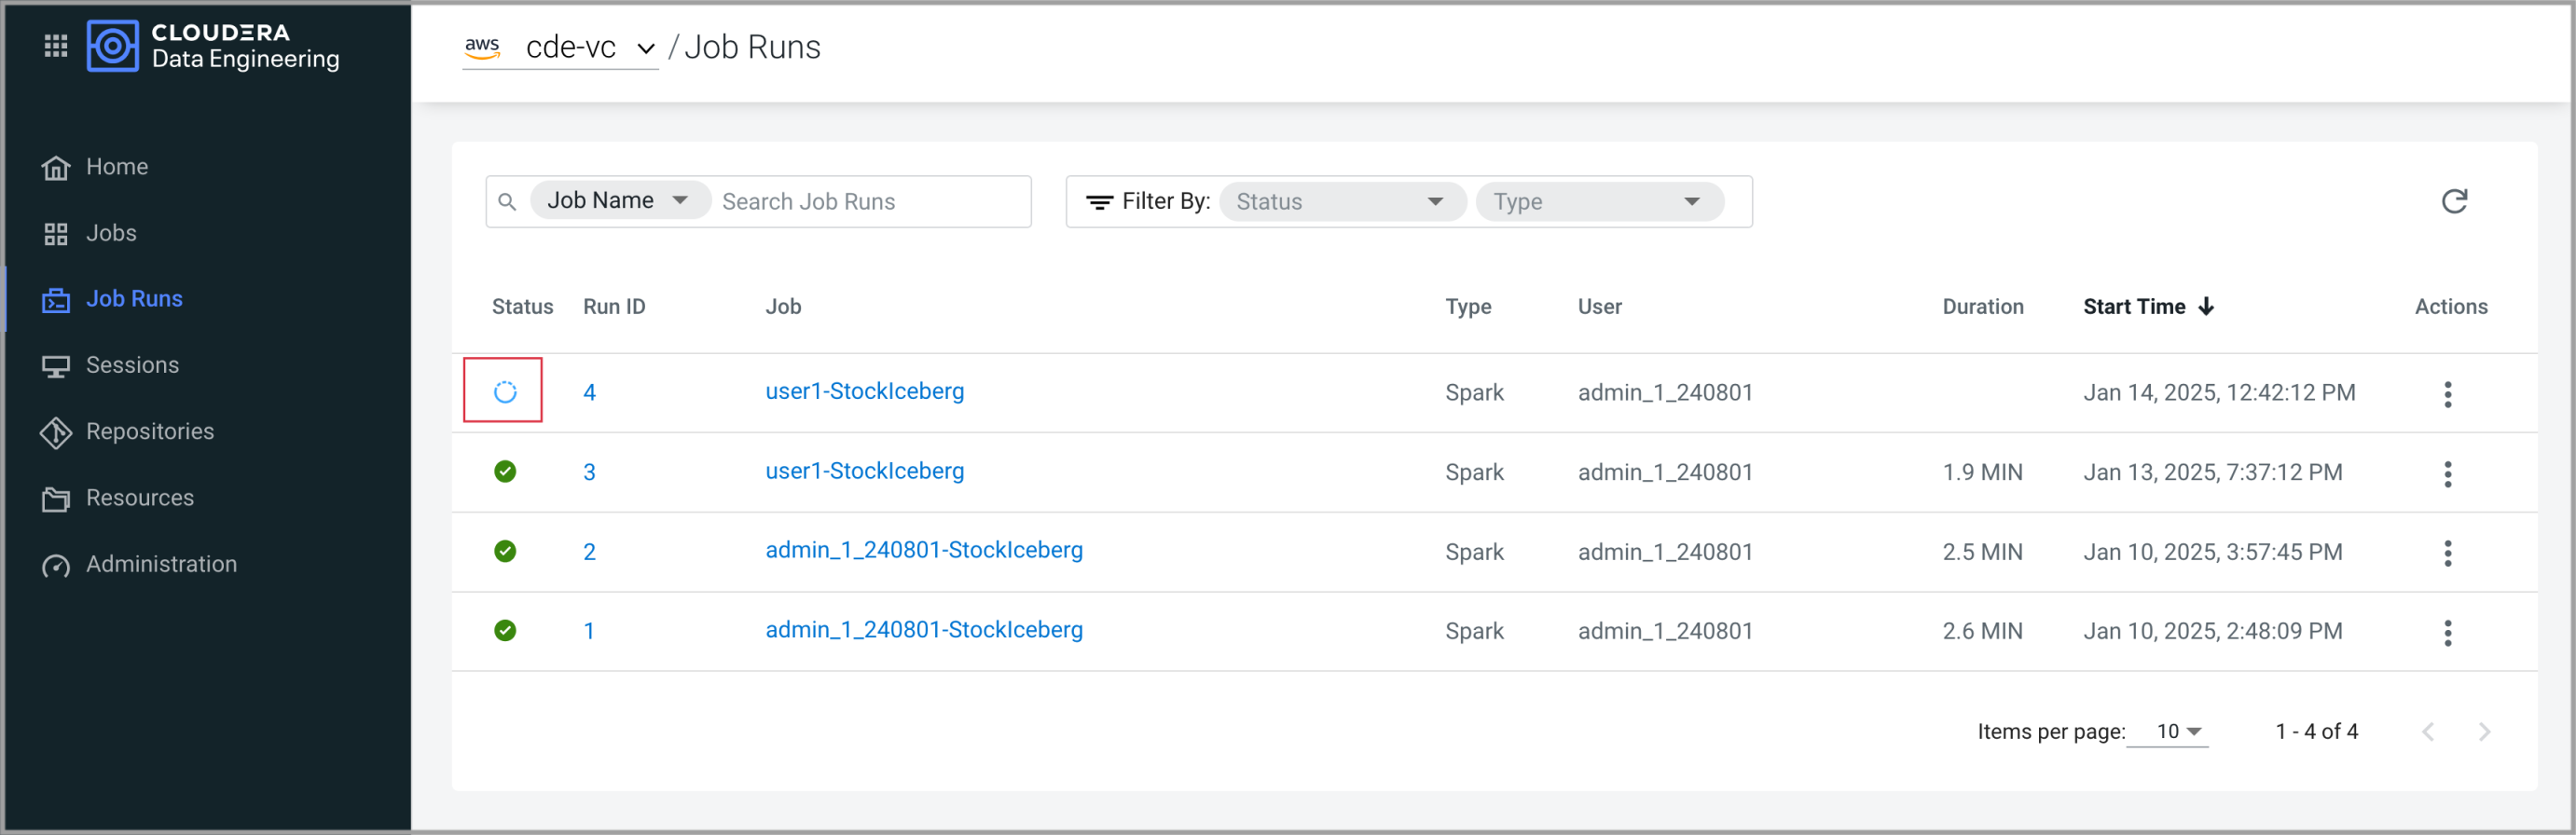 CLOUDERA
Data Engineering
aws cde-vc / Job Runs
Home
Jobs
Job Runs
Sessions
Repositories
Resources
Administration
Job Name Search Job Runs Filter By: Status Type
Status Run ID Job Type User Duration Start Time Actions
4 user1-StockIceberg Spark admin_1_240801 Jan 14, 2025, 12:42:12 PM
3 user1-StockIceberg Spark admin_1_240801 1.9 MIN Jan 13, 2025, 7:37:12 PM
2 admin_1_240801-StockIceberg Spark admin_1_240801 2.5 MIN Jan 10, 2025, 3:57:45 PM
1 admin_1_240801-StockIceberg Spark admin_1_240801 2.6 MIN Jan 10, 2025, 2:48:09 PM
Items per page: 10 1 - 4 of 4